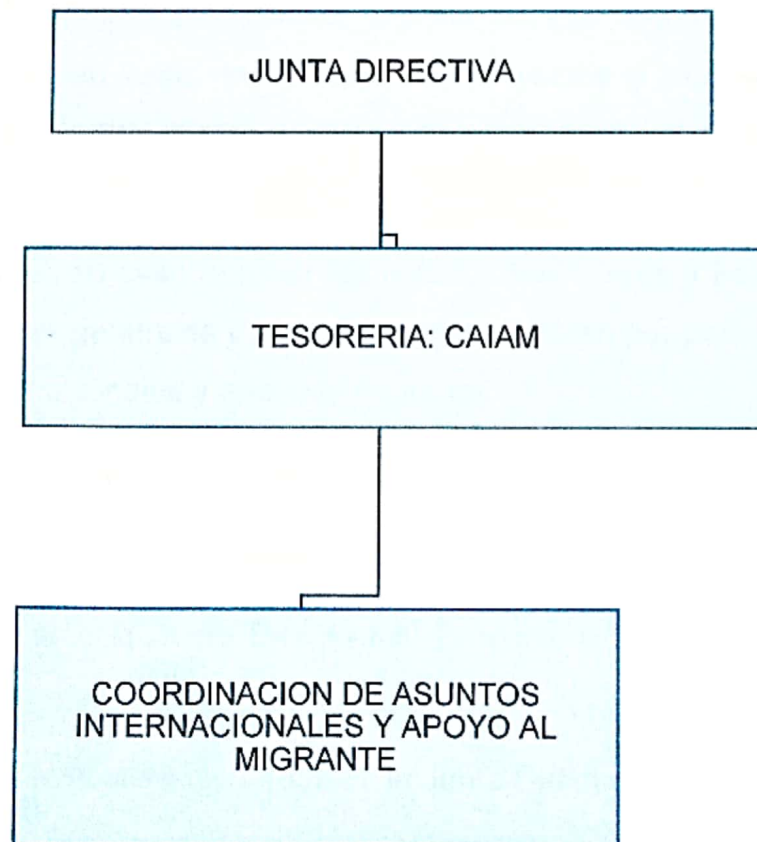 JUNTA DIRECTIVA
TESORERIA: CAIAM
COORDINACION DE ASUNTOS
INTERNACIONALES Y APOYO AL
MIGRANTE